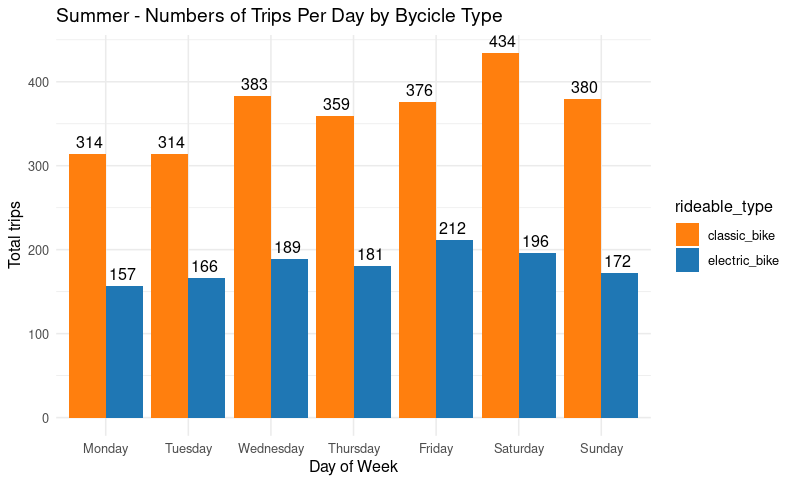 Summer - Numbers of Trips Per Day by Bycicle Type
Total trips
400
300
200
100
0
314
157
314
166
383
189
359
181
376
212
434
196
380
172
Monday
Tuesday
Wednesday
Thursday
Friday
Saturday
Sunday
Day of Week
rideable_type
classic_bike
electric_bike